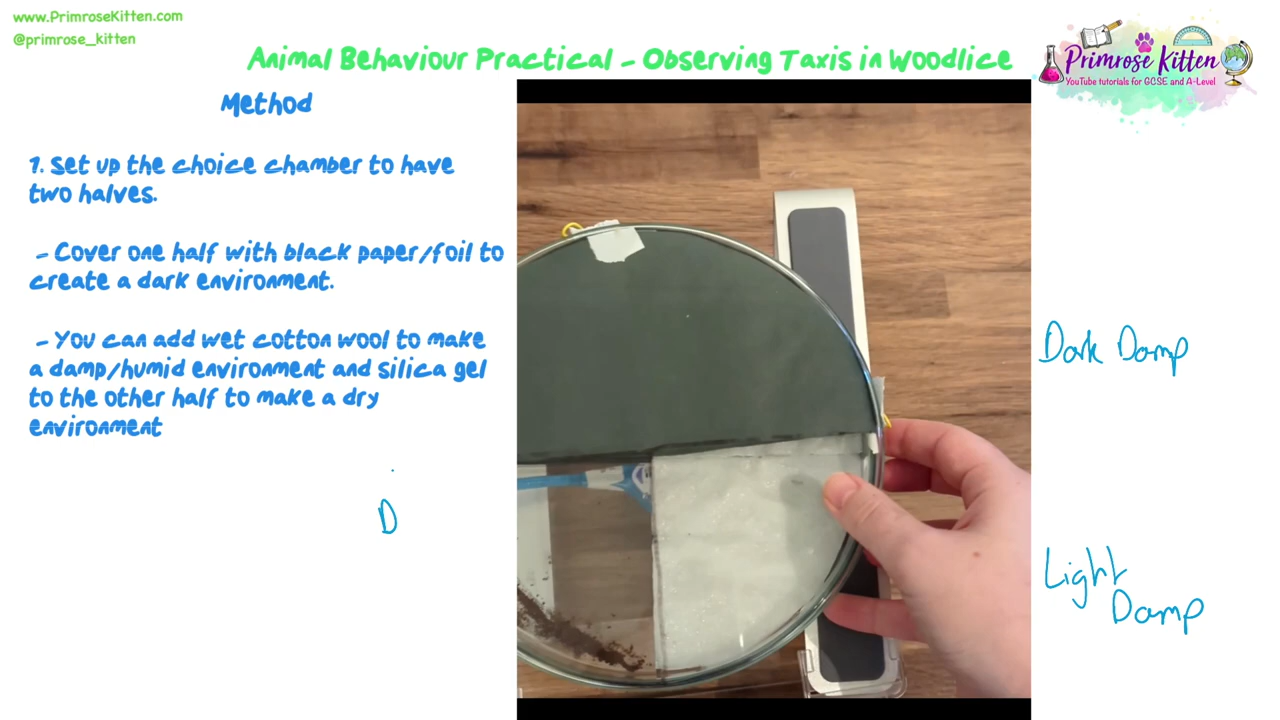 www.PrimroseKitten.com
@primrose_kitten
Animal Behaviour Practical - Observing Taxis in Woodlice
Primrose Kitten
YouTube tutorials for GCSE and A-Level
Method
1. Set up the choice chamber to have
two halves.
- Cover one half with black paper/foil to
create a dark environment.
- You can add wet cotton wool to make
a damp/humid environment and silica gel
to the other half to make a dry
environment
Dark Damp
D
Light
Damp